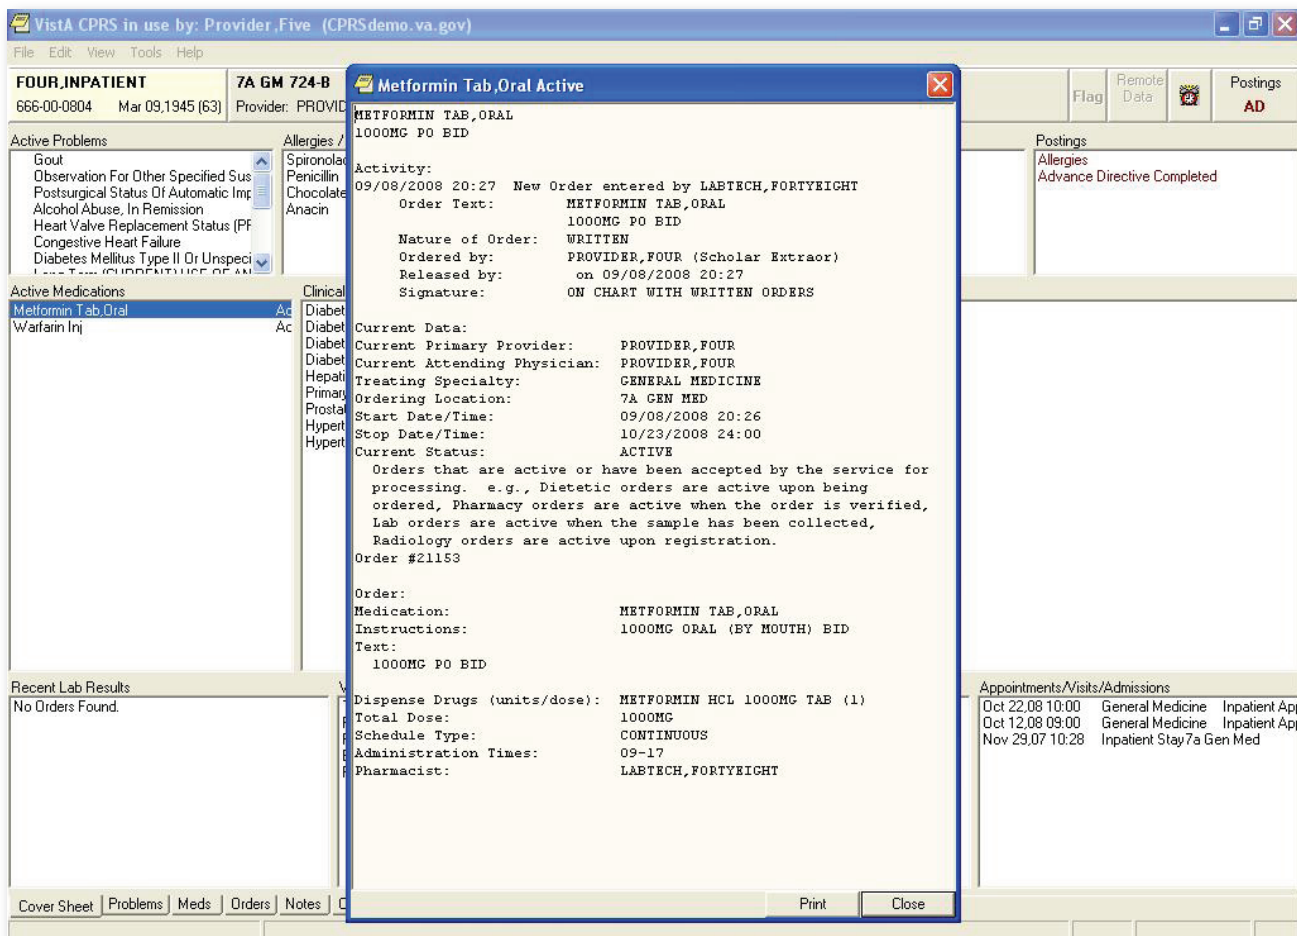 VistA CPRS in use by: Provider,Five (CPRSdemo.va.gov)
File Edit View Tools Help
FOUR,INPATIENT
666-00-0804 Mar 09,1945 (63)
7A GM 724-B
Provider:
Flag
Remote
Data
Postings
AD
Active Problems
Gout
Observation For Other Specified Sus
Postsurgical Status Of Automatic
Alcohol Abuse, In Remission
Heart Valve Replacement Status
Congestive Heart Failure
Diabetes Mellitus Type II Or Unspeci
Allergies /
Spironolac
Penicillin
Chocolate
Anacin
Postings
Allergies
Advance Directive Completed
Active Medications
Metformin Tab,Oral Ac
Warfarin Inj Ac
Clinical
Diabet
Diabet
Diabet
Diabet
Hepati
Primary
Prostat
Hypert
Hypert
Metformin Tab,Oral Active
METFORMIN TAB,ORAL
1000MG PO BID
Activity:
09/08/2008 20:27 New Order entered by LABTECH,FORTYEIGHT
Order Text: METFORMIN TAB,ORAL
1000MG PO BID
Nature of Order: WRITTEN
Ordered by: PROVIDER,FOUR (Scholar Extraor)
Released by: on 09/08/2008 20:27
Signature: ON CHART WITH WRITTEN ORDERS
Current Data:
Current Primary Provider: PROVIDER,FOUR
Current Attending Physician: PROVIDER,FOUR
Treating Specialty: GENERAL MEDICINE
Ordering Location: 7A GEN MED
Start Date/Time: 09/08/2008 20:26
Stop Date/Time: 10/23/2008 24:00
Current Status: ACTIVE
Orders that are active or have been accepted by the service for
processing. e.g., Dietetic orders are active upon being
ordered, Pharmacy orders are active when the order is verified,
Lab orders are active when the sample has been collected,
Radiology orders are active upon registration.
Order #21153
Order:
Medication: METFORMIN TAB,ORAL
Instructions: 1000MG ORAL (BY MOUTH) BID
Text:
1000MG PO BID
Dispense Drugs (units/dose): METFORMIN HCL 1000MG TAB (1)
Total Dose: 1000MG
Schedule Type: CONTINUOUS
Administration Times: 09-17
Pharmacist: LABTECH,FORTYEIGHT
Print Close
Recent Lab Results
No Orders Found.
Appointments/Visits/Admissions
Oct 22,08 10:00 General Medicine Inpatient App
Oct 12,08 09:00 General Medicine Inpatient App
Nov 29,07 10:28 Inpatient Stay7a Gen Med
Cover Sheet Problems Meds Orders Notes